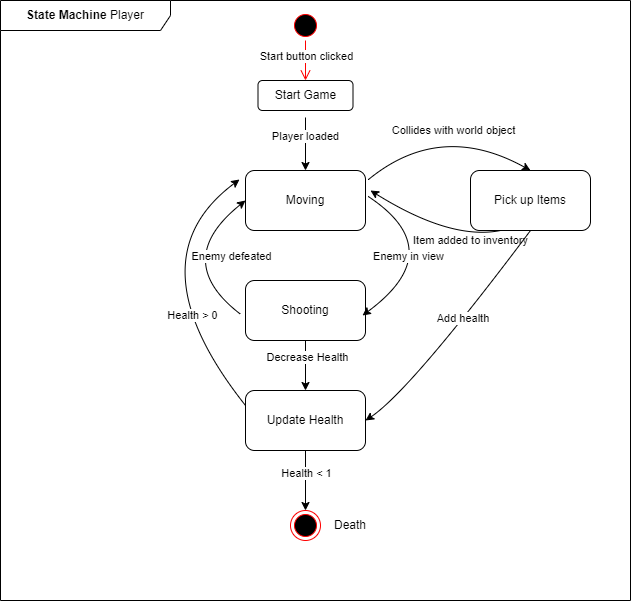 State Machine Player
Start button clicked
Start Game
Player loaded
Collides with world object
Moving
Pick up Items
Item added to inventory
Enemy defeated
Enemy in view
Shooting
Health > 0
Add health
Decrease Health
Update Health
Health < 1
Death